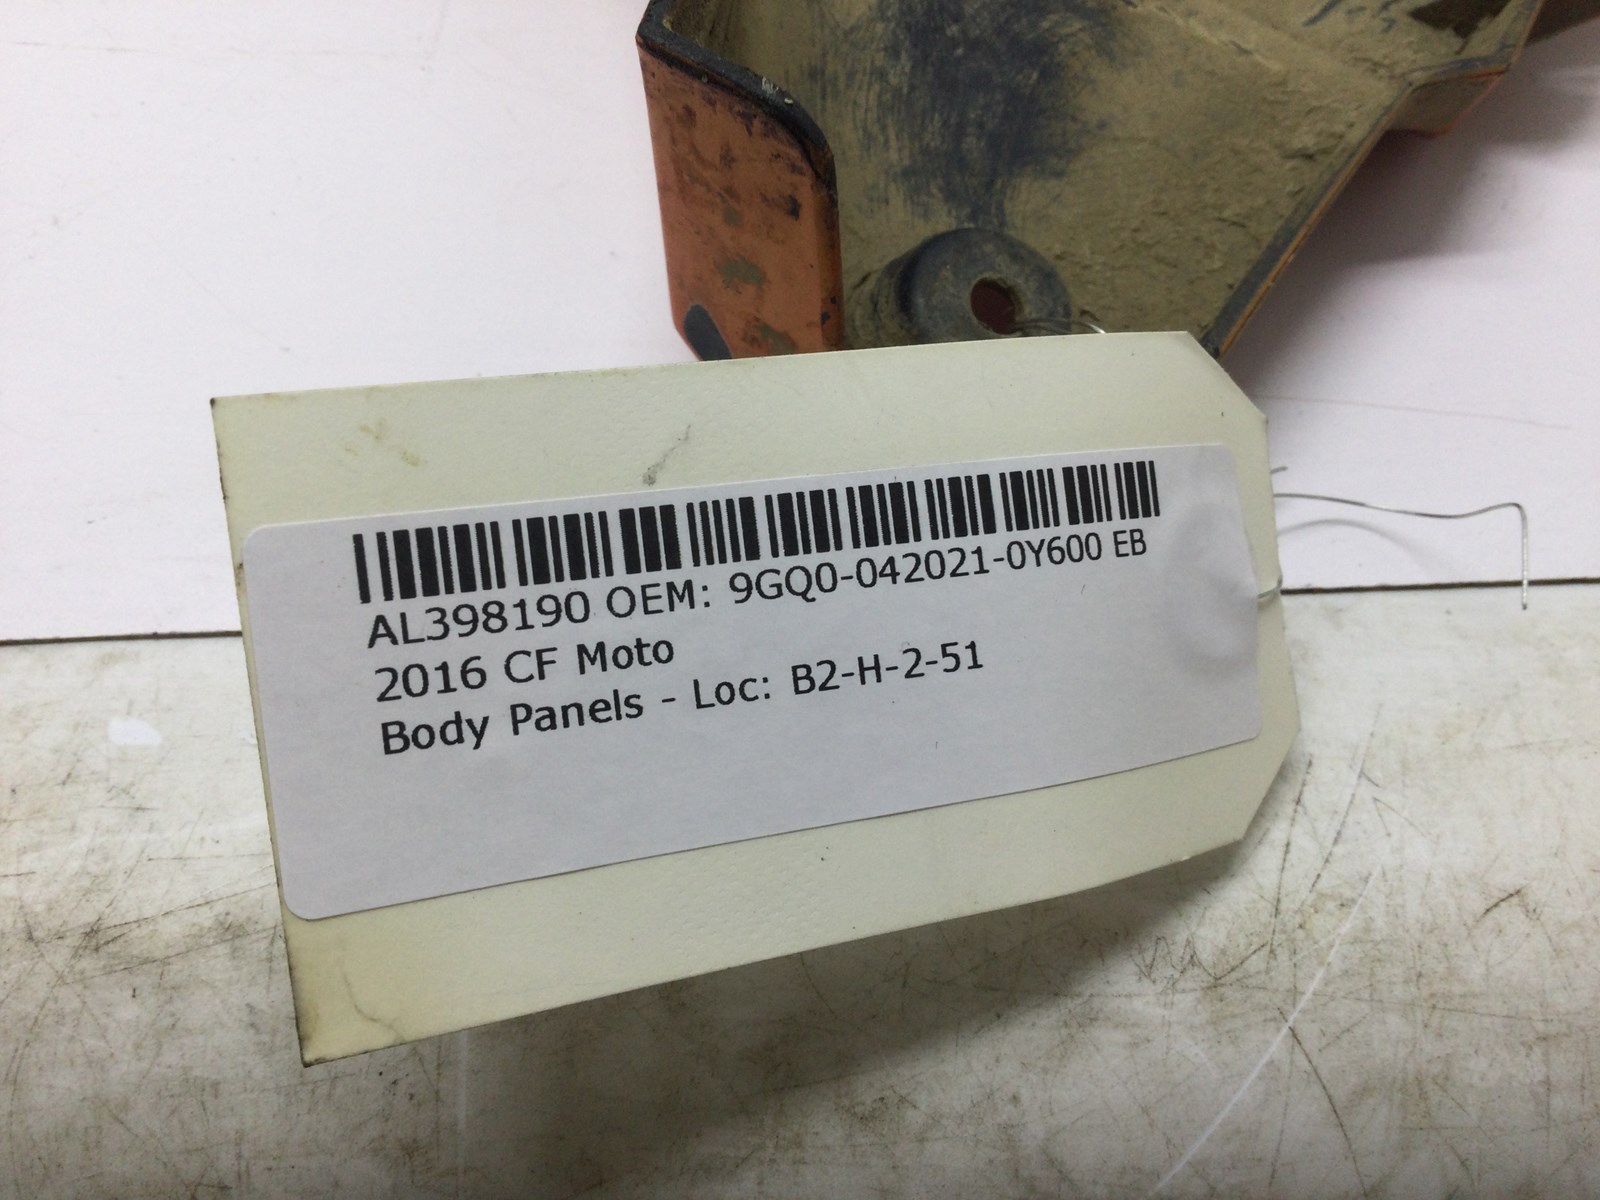 AL398190 OEM: 9GQ0-042021-0Y600 EB
2016 CF Moto
Body Panels - Loc: B2-H-2-51